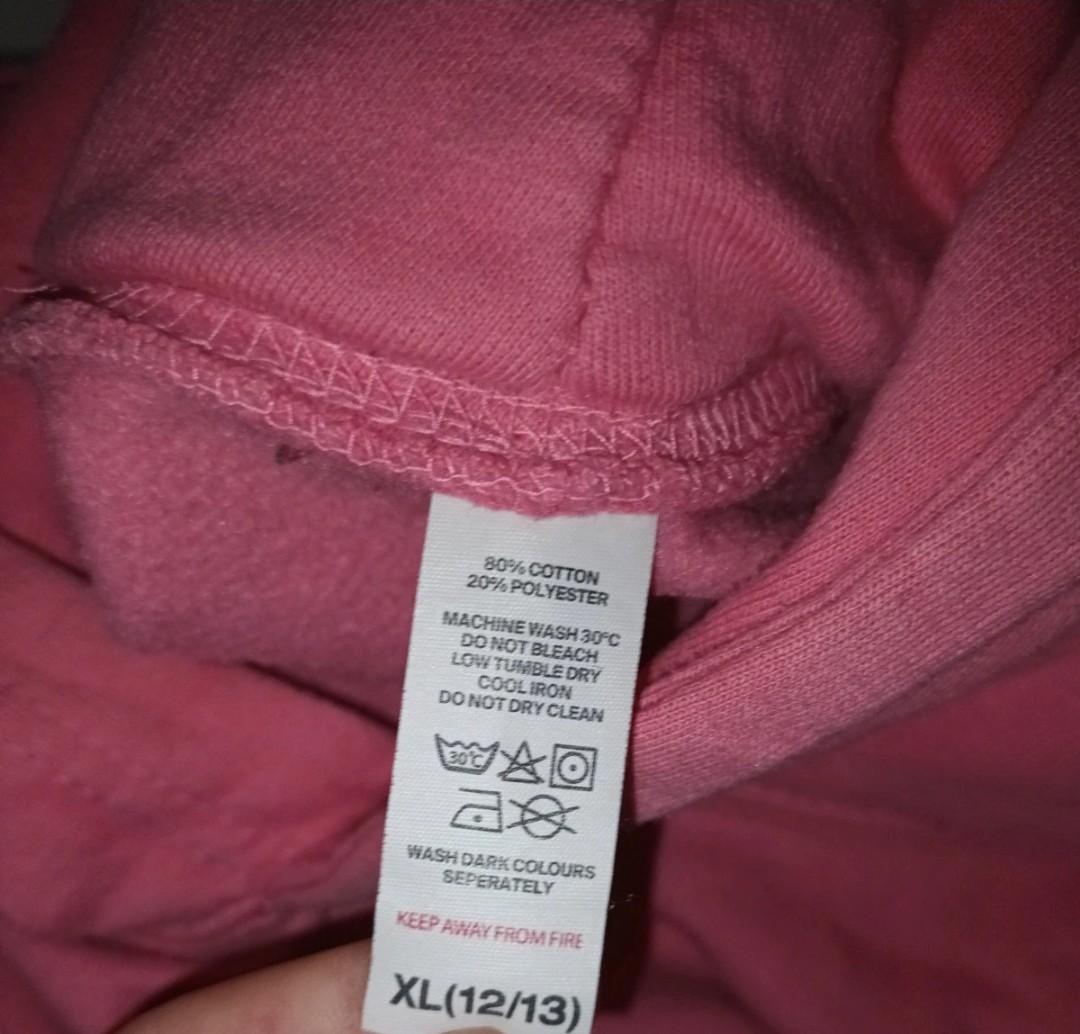 80% COTTON
20% POLYESTER
MACHINE WASH 30°C
DO NOT BLEACH
LOW TUMBLE DRY
COOL IRON
DO NOT DRY CLEAN
30°C
WASH DARK COLOURS
SEPERATELY
KEEP AWAY FROM FIRE
XL(12/13)